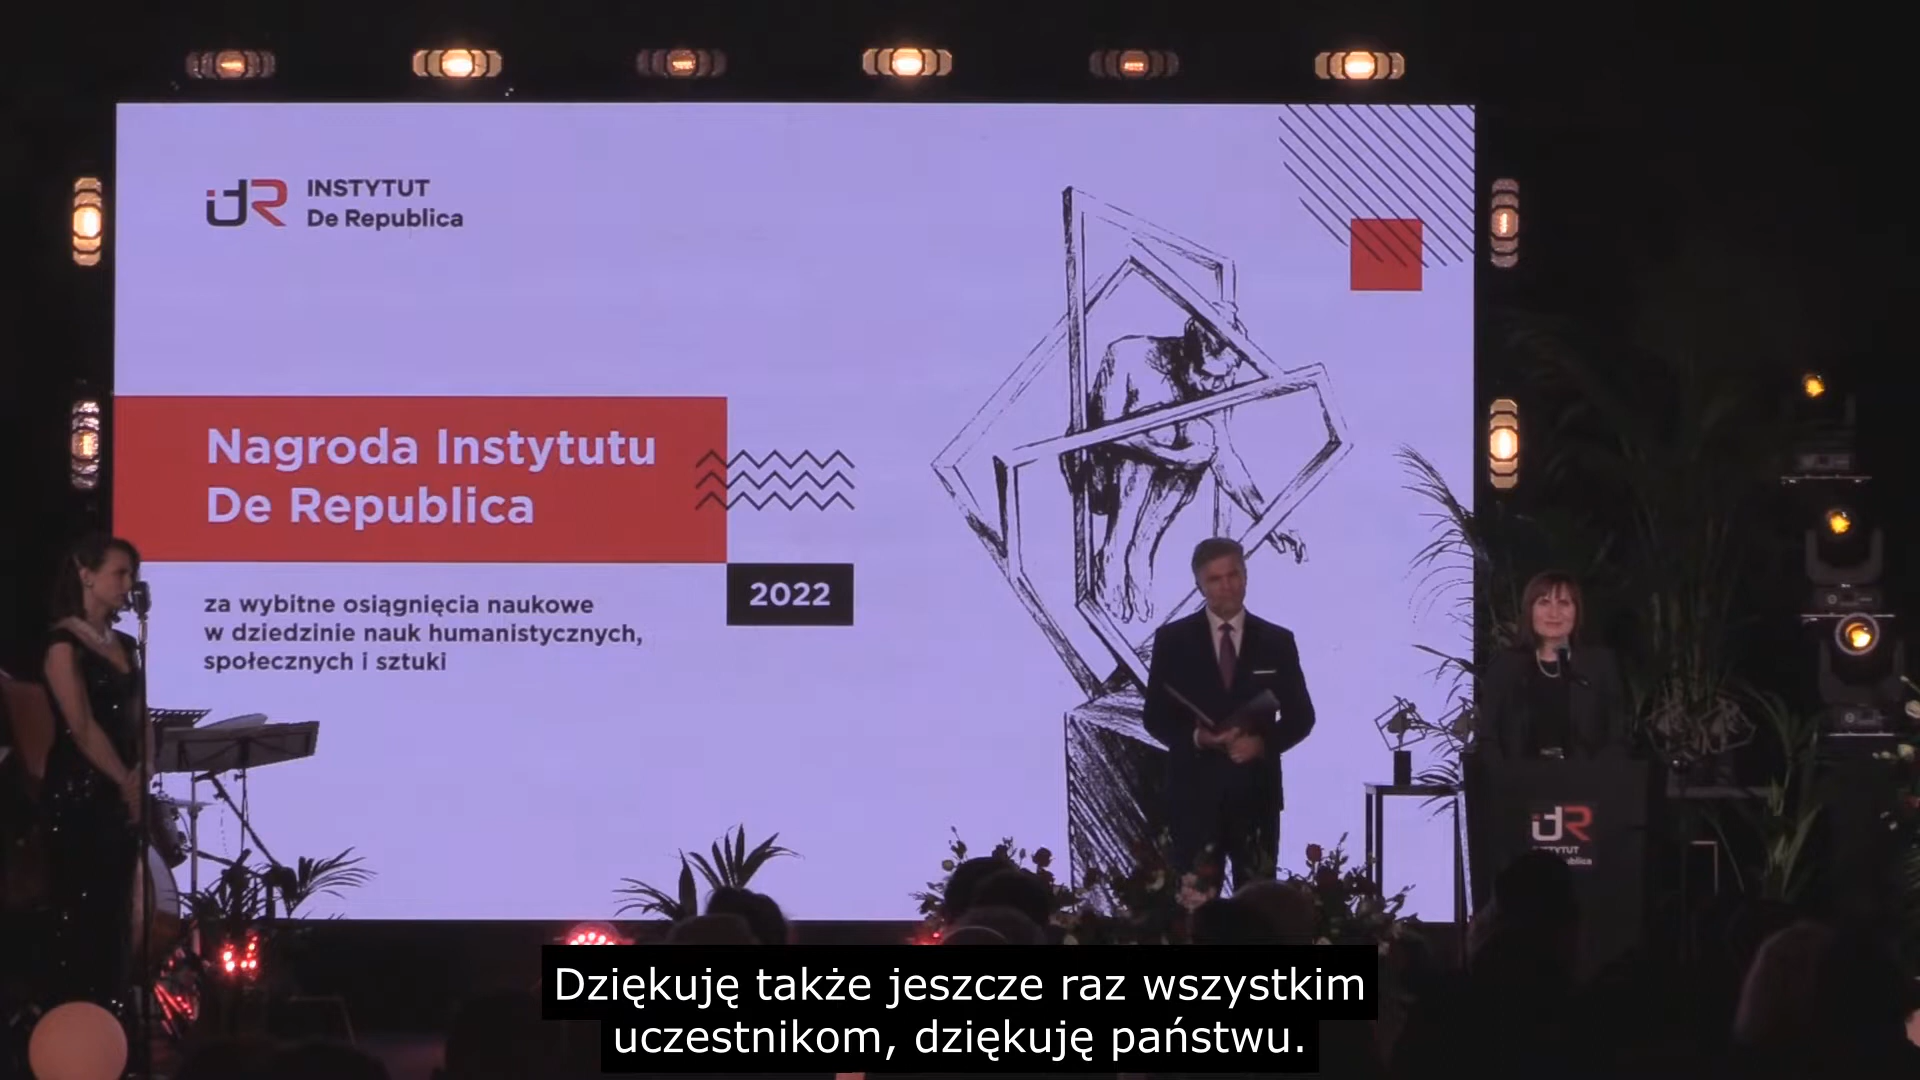 INSTYTUT
De Republica
Nagroda Instytutu
De Republica
2022
za wybitne osiągnięcia naukowe
w dziedzinie nauk humanistycznych,
społecznych i sztuki
INSTYTUT
Dziękuję także jeszcze raz wszystkim
uczestnikom, dziękuję państwu.